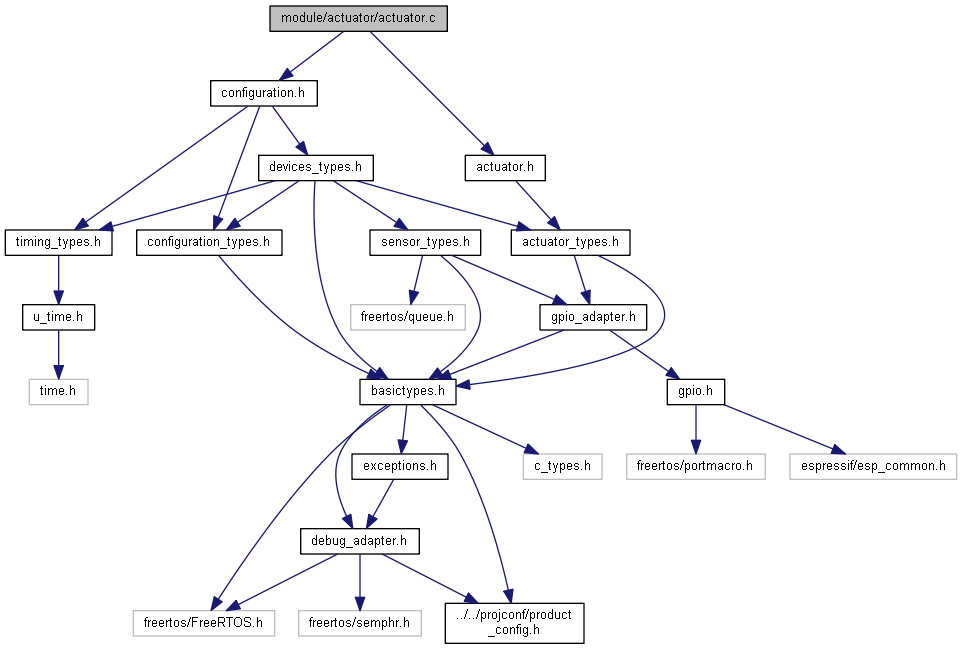 module/actuator/actuator.c
configuration.h
devices_types.h
actuator.h
timing_types.h
configuration_types.h
sensor_types.h
actuator_types.h
u_time.h
freertos/queue.h
gpio_adapter.h
time.h
basictypes.h
gpio.h
exceptions.h
c_types.h
freertos/portmacro.h
espressif/esp_common.h
debug_adapter.h
freertos/FreeRTOS.h
freertos/semphr.h
../../projconf/product
_config.h